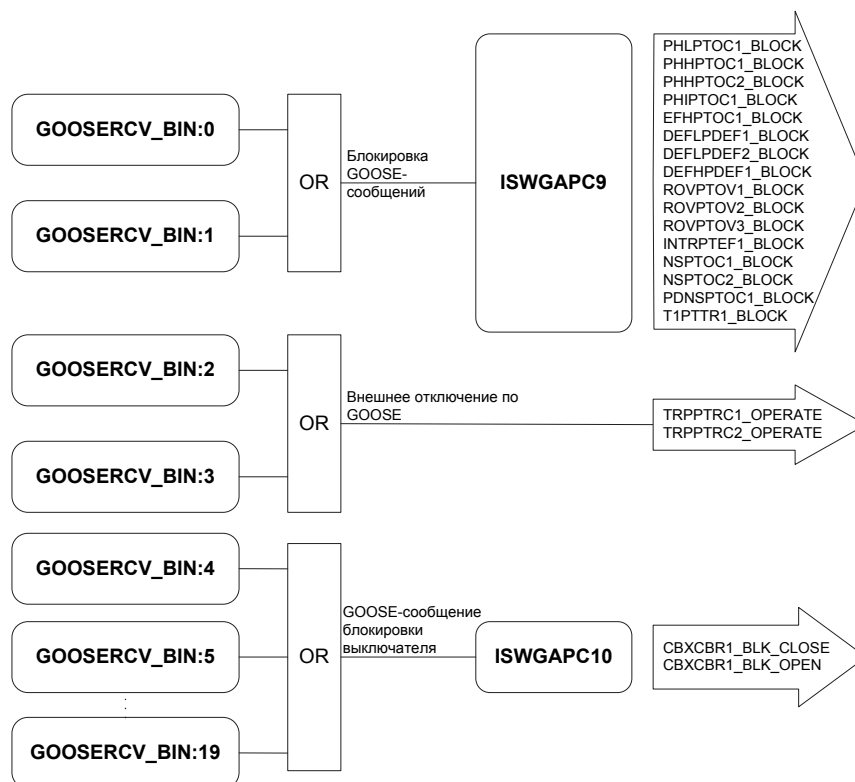 GOOSERCV_BIN:0
GOOSERCV_BIN:1
OR
Блокировка
GOOSE-
сообщений
ISWGAPC9
PHLPTOC1_BLOCK
PHHPTOC1_BLOCK
PHHPTOC2_BLOCK
PHIPTOC1_BLOCK
EFHPTOC1_BLOCK
DEFLPDEF1_BLOCK
DEFLPDEF2_BLOCK
DEFHPDEF1_BLOCK
ROVPTOV1_BLOCK
ROVPTOV2_BLOCK
ROVPTOV3_BLOCK
INTRPTEF1_BLOCK
NSPTOC1_BLOCK
NSPTOC2_BLOCK
PDNSPTOC1_BLOCK
T1PTTR1_BLOCK
GOOSERCV_BIN:2
GOOSERCV_BIN:3
OR
Внешнее отключение по
GOOSE
TRPPTRC1_OPERATE
TRPPTRC2_OPERATE
GOOSERCV_BIN:4
GOOSERCV_BIN:5
GOOSERCV_BIN:19
OR
GOOSE-сообщение
блокировки
выключателя
ISWGAPC10
CBXCBR1_BLK_CLOSE
CBXCBR1_BLK_OPEN